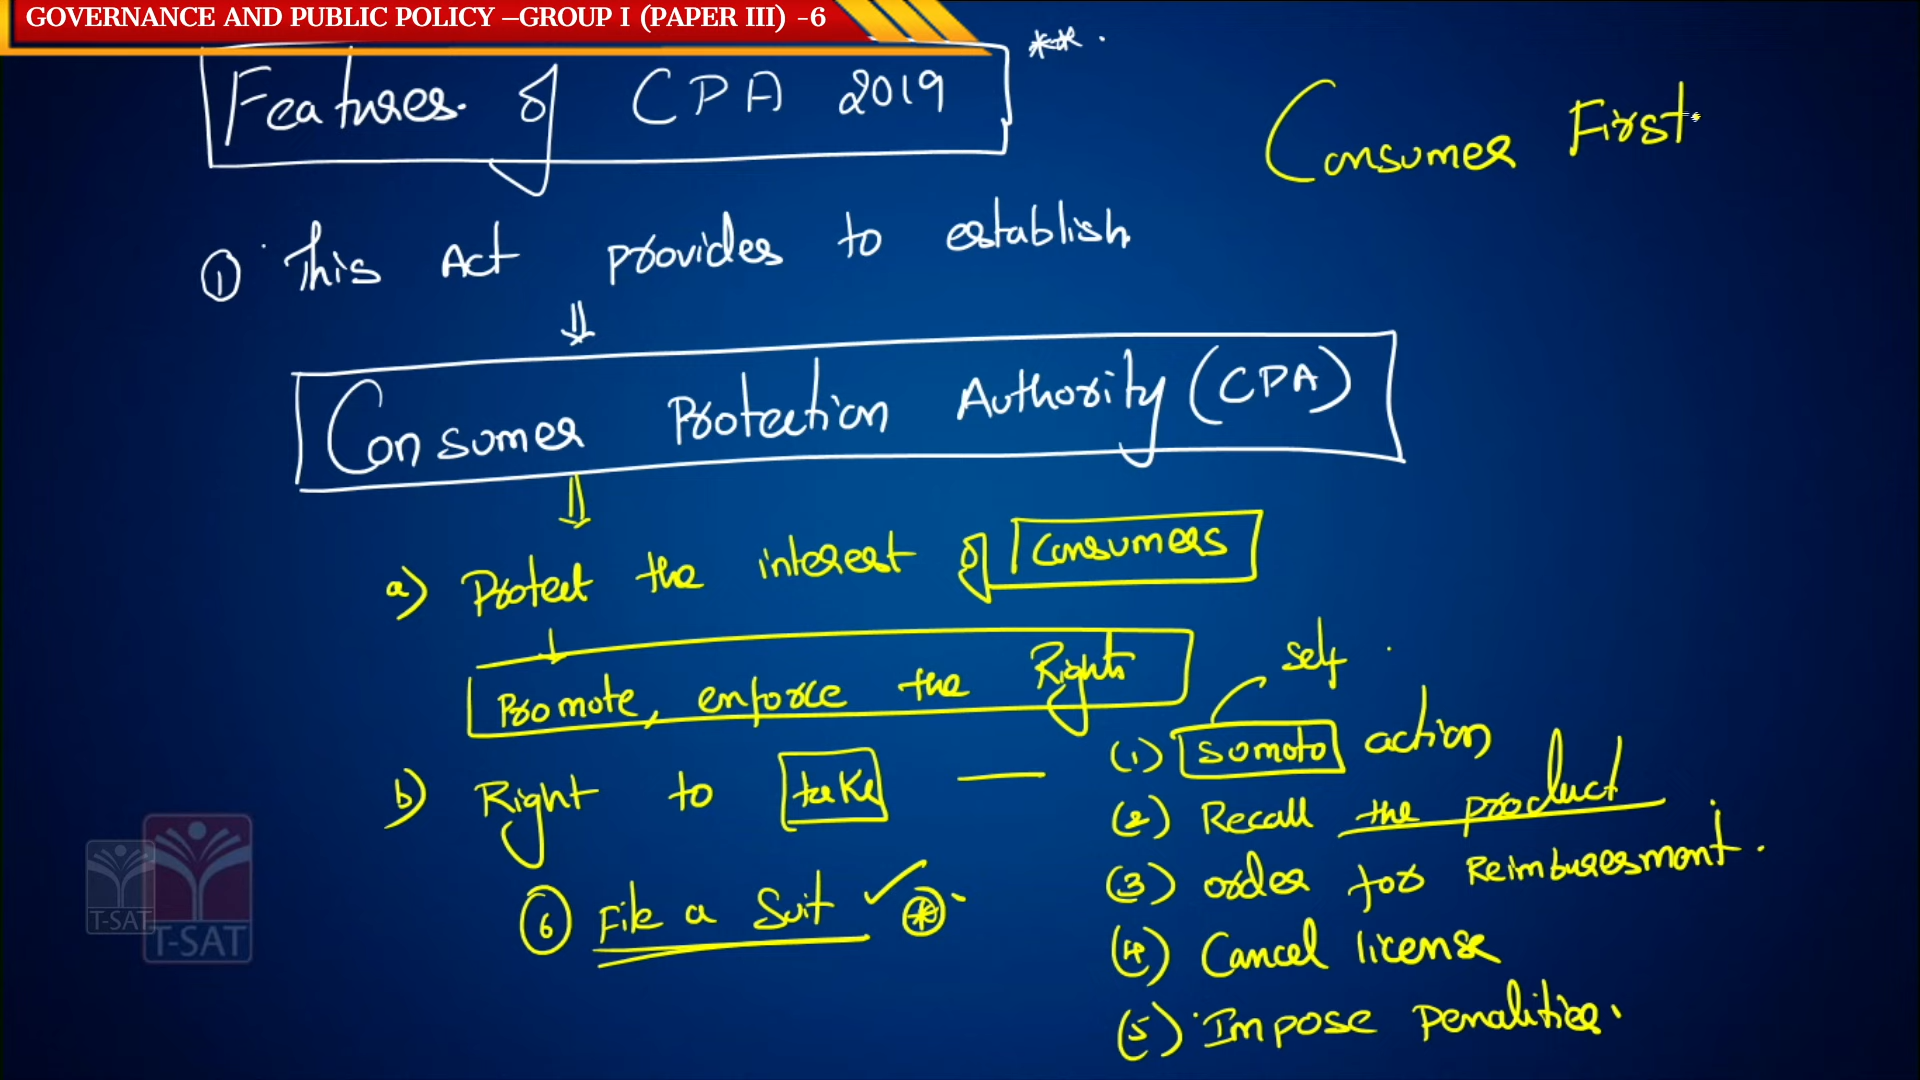 GOVERNANCE AND PUBLIC POLICY –GROUP I (PAPER III) -6
Features of CPA 2019 **
Consumer First
① This Act provides to establish
Consumer Protection Authority (CPA)
a) Protect the interest of Consumers
Promote, enforce the Rights
self
b) Right to take — (1) somoto action
(2) Recall the product
(3) order for Reimburesment.
(4) Cancel license
(5) Impose Penalities.
⑥ File a Suit ✓ *
T-SAT
T-SAT